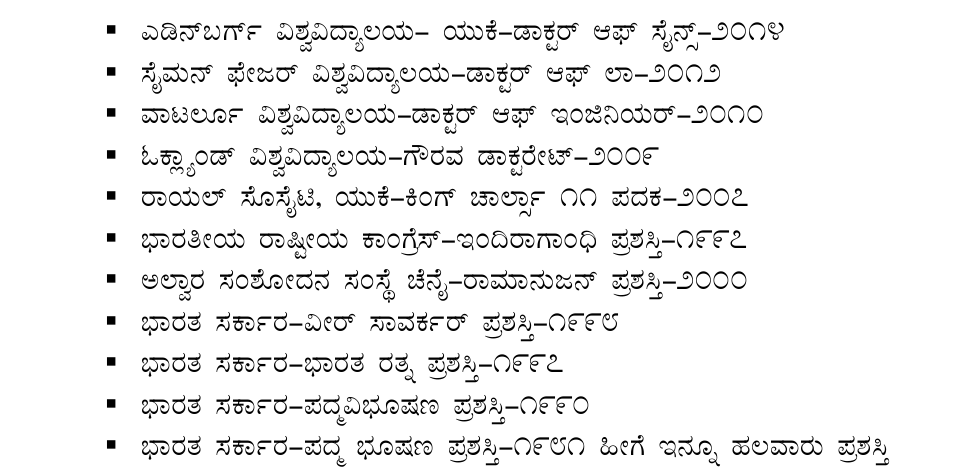 ▪ ಎಡಿನ್‌ಬರ್ಗ್ ವಿಶ್ವವಿದ್ಯಾಲಯ– ಯುಕೆ–ಡಾಕ್ಟರ್ ಆಫ್ ಸೈನ್ಸ್–೨೦೧೪
▪ ಸೈಮನ್ ಫೇಜರ್ ವಿಶ್ವವಿದ್ಯಾಲಯ–ಡಾಕ್ಟರ್ ಆಫ್ ಲಾ–೨೦೧೨
▪ ವಾಟರ್ಲೂ ವಿಶ್ವವಿದ್ಯಾಲಯ–ಡಾಕ್ಟರ್ ಆಫ್ ಇಂಜಿನಿಯರ್–೨೦೧೦
▪ ಓಕ್ಲ್ಯಾಂಡ್ ವಿಶ್ವವಿದ್ಯಾಲಯ–ಗೌರವ ಡಾಕ್ಟರೇಟ್–೨೦೦೯
▪ ರಾಯಲ್ ಸೊಸೈಟಿ, ಯುಕೆ–ಕಿಂಗ್ ಚಾರ್ಲ್ಸಾ ೧೧ ಪದಕ–೨೦೦೭
▪ ಭಾರತೀಯ ರಾಷ್ಟೀಯ ಕಾಂಗ್ರೆಸ್–ಇಂದಿರಾಗಾಂಧಿ ಪ್ರಶಸ್ತಿ–೧೯೯೭
▪ ಅಲ್ವಾರ ಸಂಶೋದನ ಸಂಸ್ಥೆ ಚೆನೈ–ರಾಮಾನುಜನ್ ಪ್ರಶಸ್ತಿ–೨೦೦೦
▪ ಭಾರತ ಸರ್ಕಾರ–ವೀರ್ ಸಾವರ್ಕರ್ ಪ್ರಶಸ್ತಿ–೧೯೯೮
▪ ಭಾರತ ಸರ್ಕಾರ–ಭಾರತ ರತ್ನ ಪ್ರಶಸ್ತಿ–೧೯೯೭
▪ ಭಾರತ ಸರ್ಕಾರ–ಪದ್ಮವಿಭೂಷಣ ಪ್ರಶಸ್ತಿ–೧೯೯೦
▪ ಭಾರತ ಸರ್ಕಾರ–ಪದ್ಮ ಭೂಷಣ ಪ್ರಶಸ್ತಿ–೧೯೮೧ ಹೀಗೆ ಇನ್ನೂ ಹಲವಾರು ಪ್ರಶಸ್ತಿ